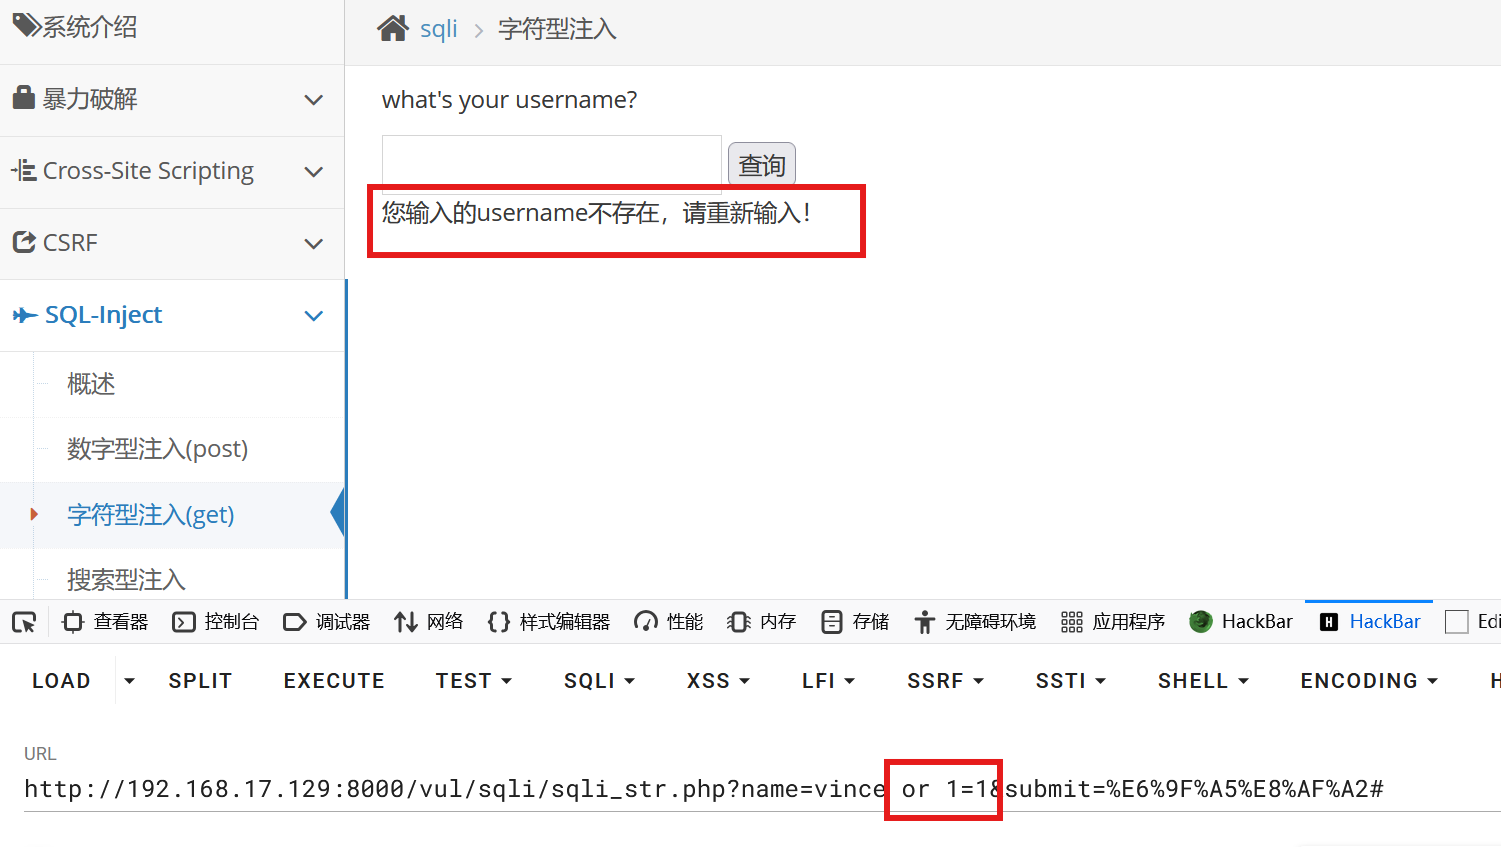 系统介绍
暴力破解
Cross-Site Scripting
CSRF
SQL-Inject
概述
数字型注入(post)
字符型注入(get)
搜索型注入
sqli > 字符型注入
what's your username?
查询
您输入的username不存在，请重新输入！
查看器 控制台 调试器 网络 样式编辑器 性能 内存 存储 无障碍环境 应用程序 HackBar HackBar Edi
LOAD SPLIT EXECUTE TEST SQLI XSS LFI SSRF SSTI SHELL ENCODING H
URL
http://192.168.17.129:8000/vul/sqli/sqli_str.php?name=vince or 1=1&submit=%E6%9F%A5%E8%AF%A2#